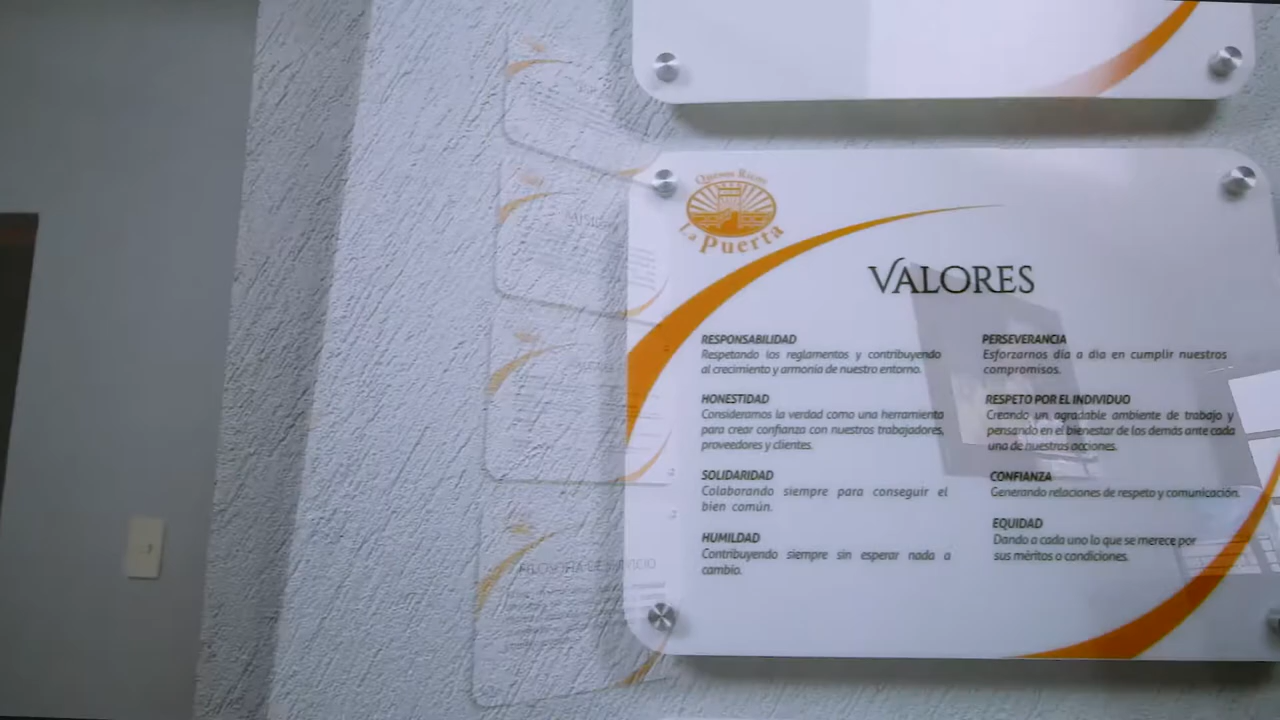 Quesos Ricos
La Puerta
VALORES
RESPONSABILIDAD
Respetando los reglamentos y contribuyendo
al crecimiento y armonía de nuestro entorno.
HONESTIDAD
Consideramos la verdad como una herramienta
para crear confianza con nuestros trabajadores,
proveedores y clientes.
SOLIDARIDAD
Colaborando siempre para conseguir el
bien común.
HUMILDAD
Contribuyendo siempre sin esperar nada a
cambio.
PERSEVERANCIA
Esforzarnos día a día en cumplir nuestros
compromisos.
RESPETO POR EL INDIVIDUO
Creando un agradable ambiente de trabajo y
pensando en el bienestar de los demás ante cada
una de nuestras acciones.
CONFIANZA
Generando relaciones de respeto y comunicación.
EQUIDAD
Dando a cada uno lo que se merece por
sus méritos o condiciones.
FILOSOFÍA DE SERVICIO